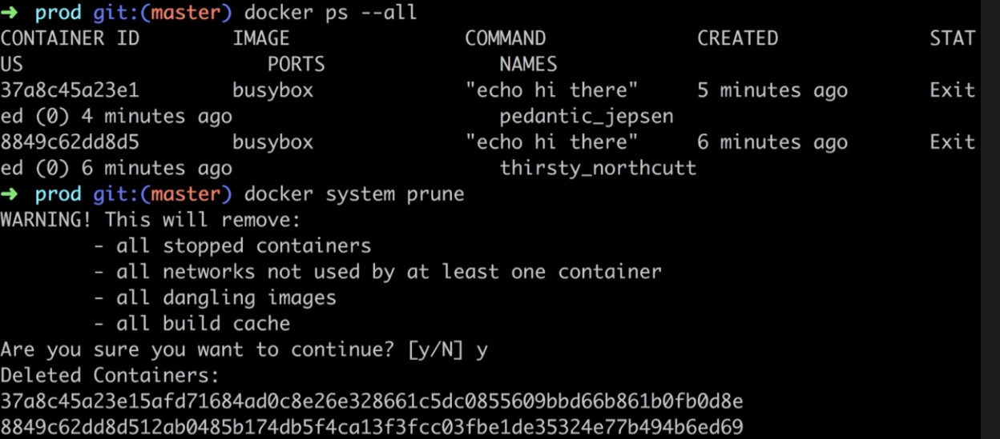 → prod git:(master) docker ps --all
CONTAINER ID IMAGE COMMAND CREATED STAT
US PORTS NAMES
37a8c45a23e1 busybox "echo hi there" 5 minutes ago Exit
ed (0) 4 minutes ago pedantic_jepsen
8849c62dd8d5 busybox "echo hi there" 6 minutes ago Exit
ed (0) 6 minutes ago thirsty_northcutt
→ prod git:(master) docker system prune
WARNING! This will remove:
- all stopped containers
- all networks not used by at least one container
- all dangling images
- all build cache
Are you sure you want to continue? [y/N] y
Deleted Containers:
37a8c45a23e15afd71684ad0c8e26e328661c5dc0855609bbd66b861b0fb0d8e
8849c62dd8d512ab0485b174db5f4ca13f3fcc03fbe1de35324e77b494b6ed69